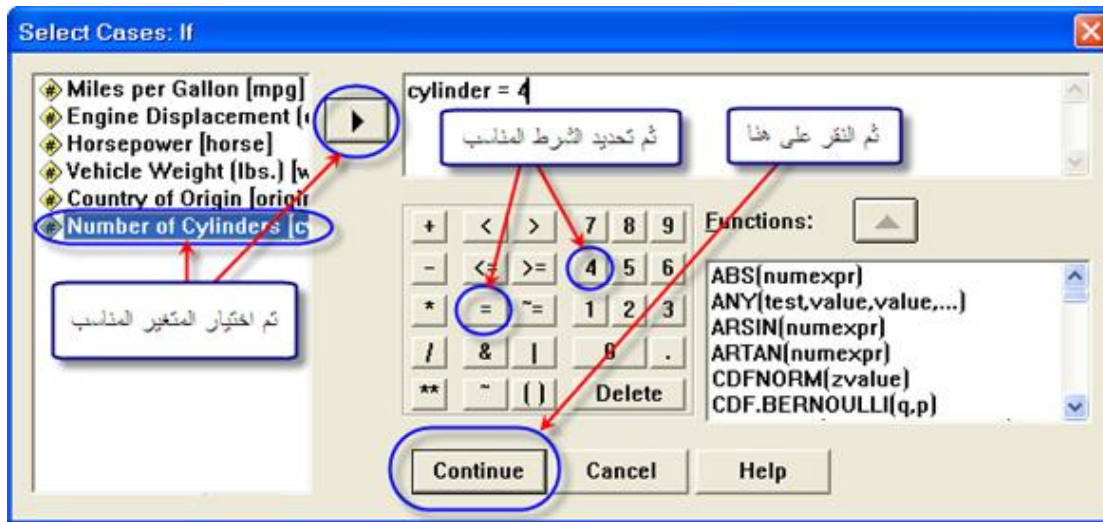 Select Cases: If
Miles per Gallon [mpg]
Engine Displacement [
Horsepower [horse]
Vehicle Weight (lbs.) [w
Country of Origin [origin
Number of Cylinders [cy
cylinder = 4
ثم تحديد الشرط المناسب
ثم النقر على هنا
تم اختيار المتغير المناسب
+ < > 7 8 9
- <= >= 4 5 6
* = ~= 1 2 3
/ & | 0 .
** ~ ( ) Delete
Functions:
ABS(numexpr)
ANY(test,value,value,...)
ARSIN(numexpr)
ARTAN(numexpr)
CDFNORM(zvalue)
CDF.BERNOULLI(q,p)
Continue Cancel Help